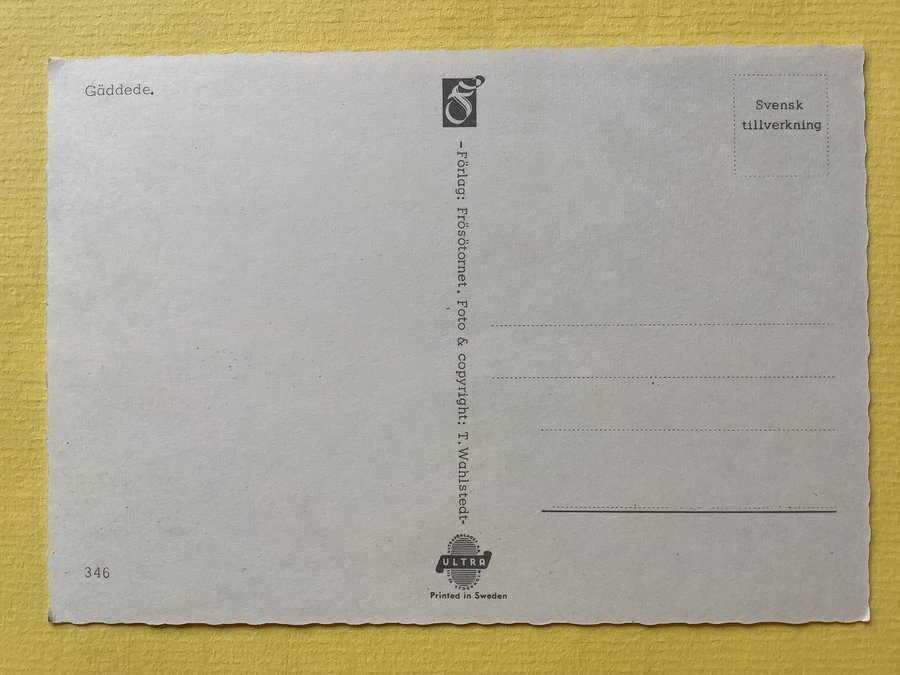 Gäddede.
Svensk
tillverkning
-Förlag: Frösötornet. Foto & copyright: T. Wahlstedt-
ULTRA
Printed in Sweden
346